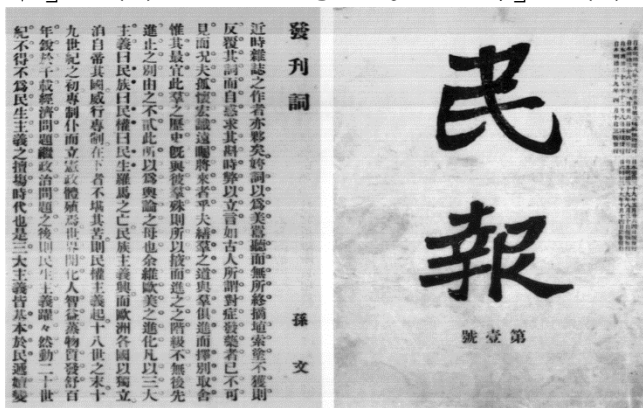 民報
第壹號
發刊詞
孫文
近時雜誌之作者亦夥矣姱詞以爲美囂聽而無所終摘埴索塗不獲則
反覆其詞而自惑求其斟時弊以立言如古人所謂對症發藥者已不可
見而况夫孤懷宏識遠矚將來者乎夫繕羣之道與羣俱進而擇別取舍
惟其最宜此羣之歷史既與彼羣殊則所以掖而進之之階級不無後先
進止之別由之不貳此所以爲輿論之母也余維歐美之進化凡以三大
主義曰民族曰民權曰民生羅馬之亡民族主義興而歐洲各國以獨立
洎自帝其國威行專制在下者不堪其苦則民權主義起十八世之末十
九世紀之初專制仆而立憲政體殖焉世界開化人智益蒸物質發舒百
年銳於千載經濟問題繼政治問題之後則民生主義躍々然動二十世
紀不得不爲民生主義之擅場時代也是三大主義皆基本於民遞嬗變